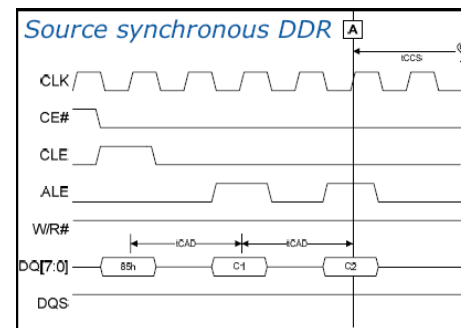 Source synchronous DDR A
tCCS
CLK
CE#
CLE
ALE
W/R#
tCAD tCAD
DQ[7:0] 85h C1 C2
DQS